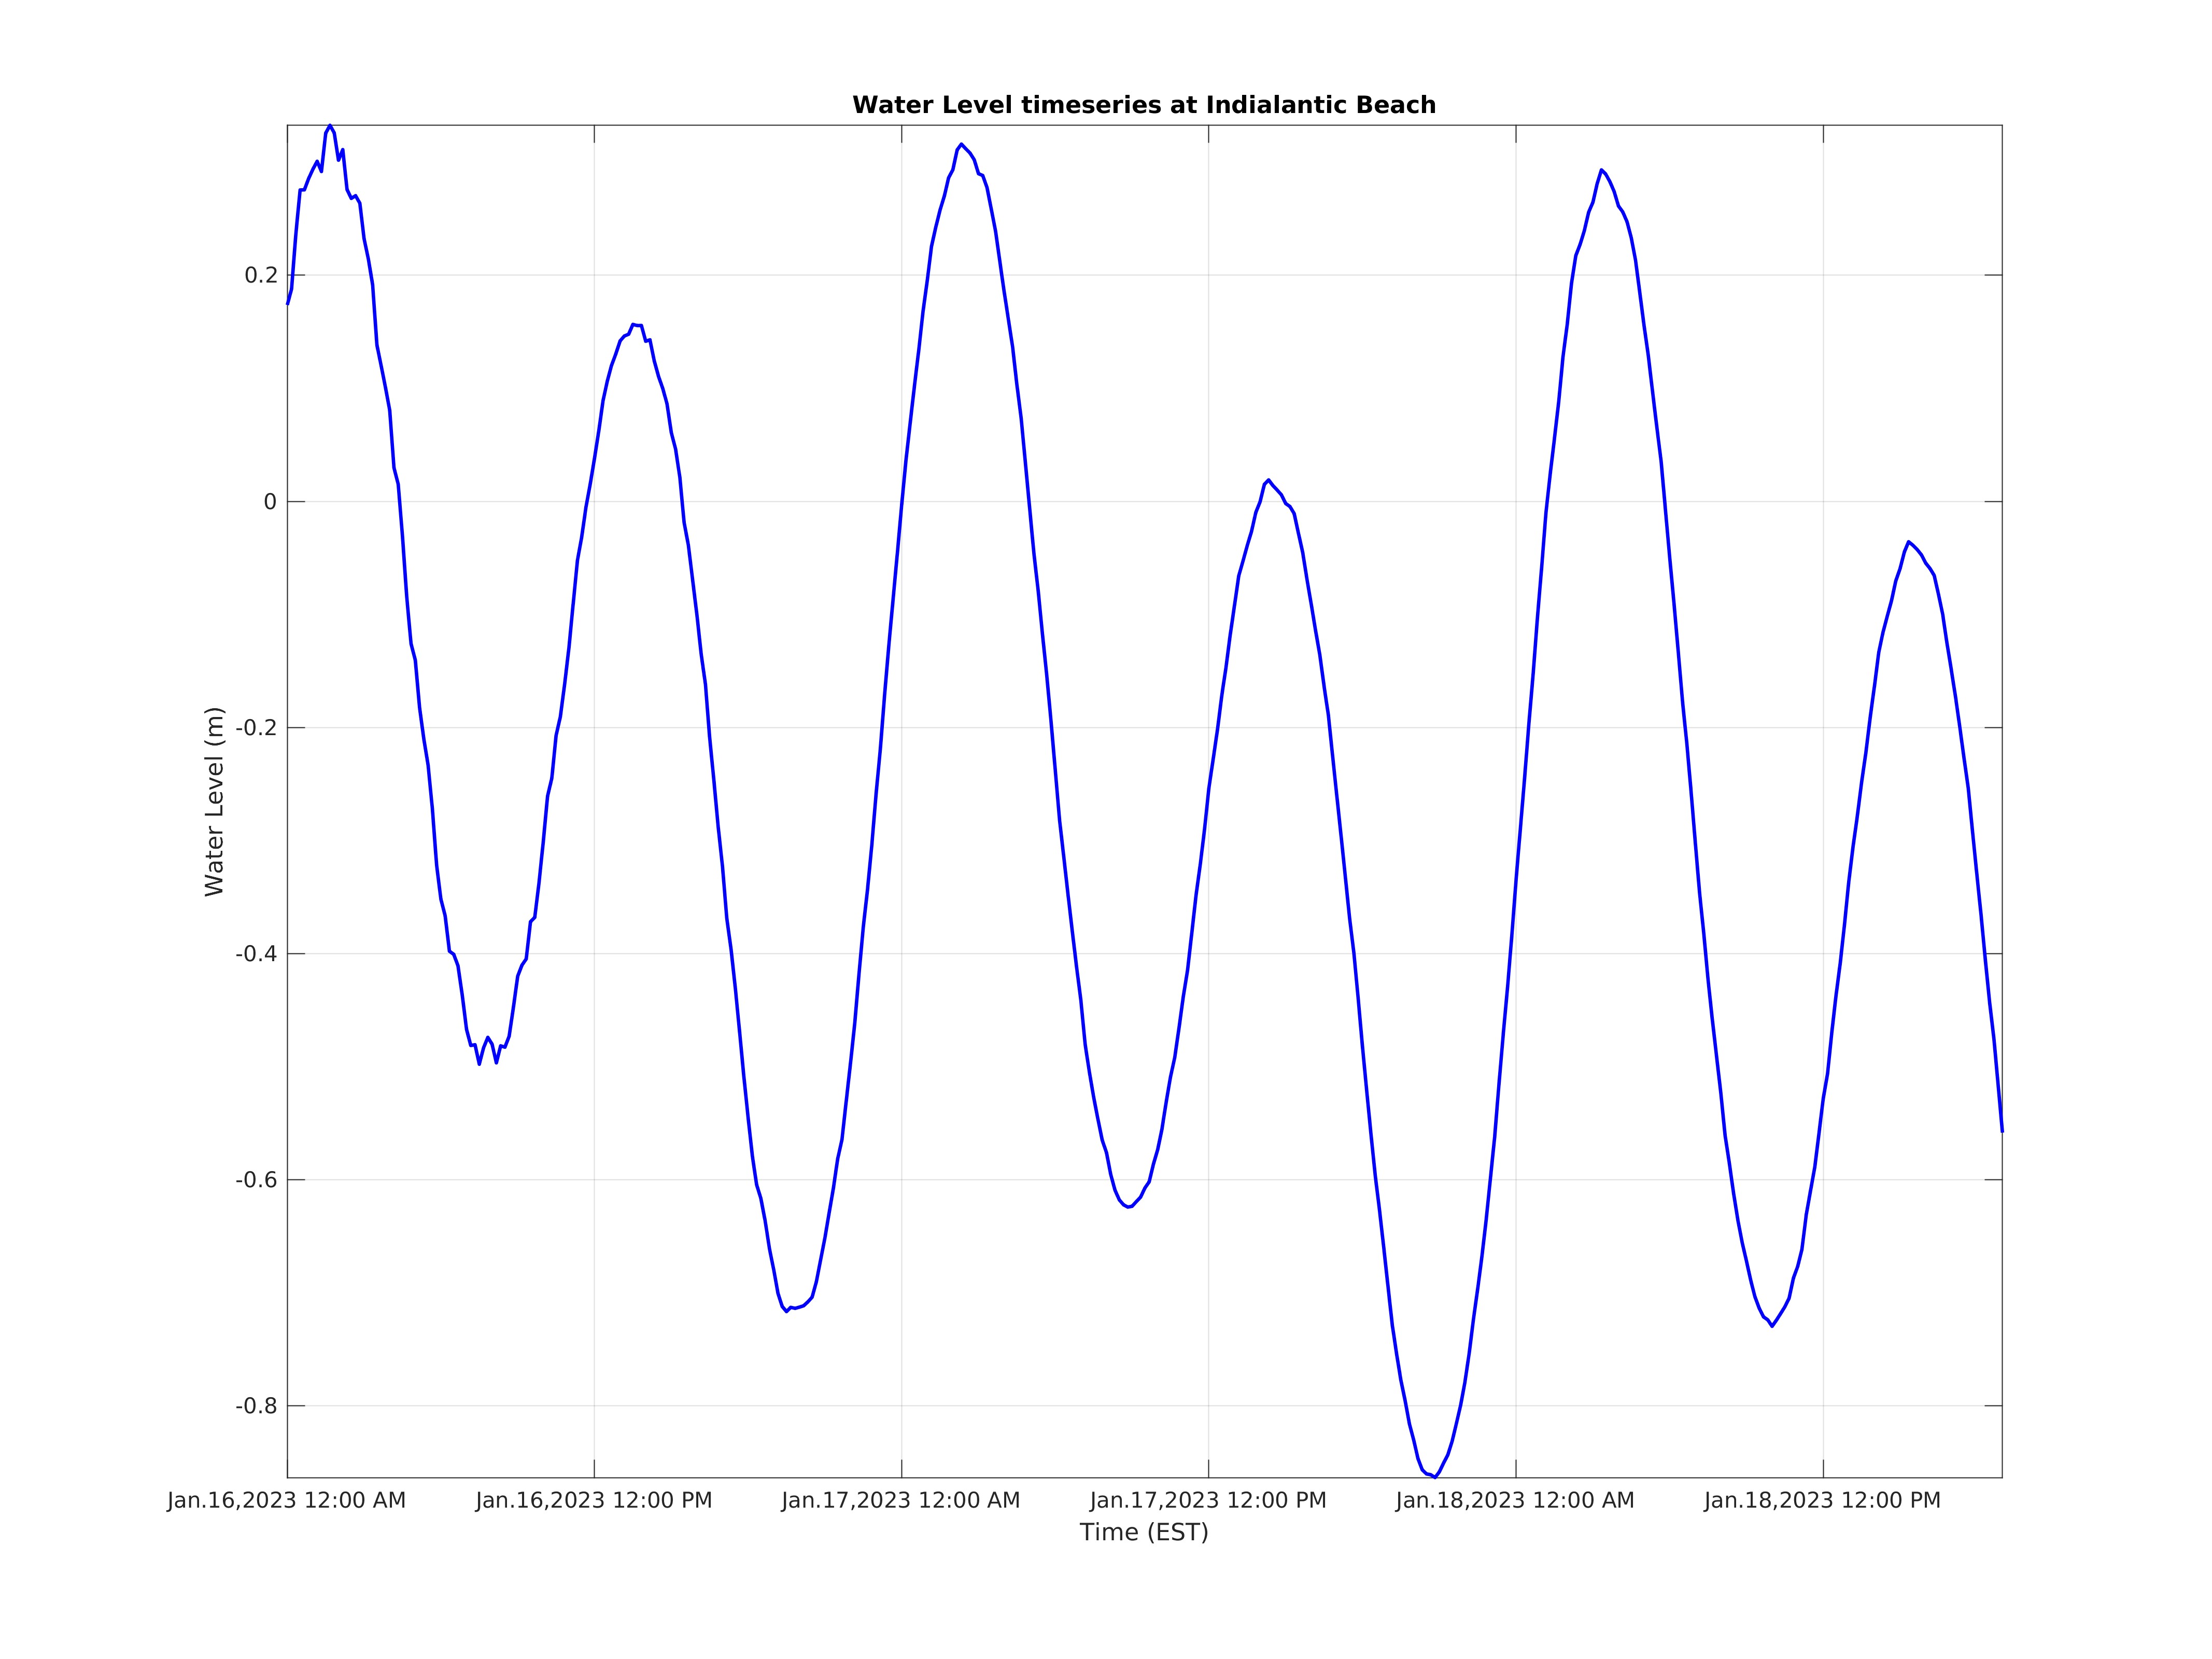 Water Level timeseries at Indialantic Beach
0.2
0
-0.2
-0.4
-0.6
-0.8
Water Level (m)
Jan.16,2023 12:00 AM
Jan.16,2023 12:00 PM
Jan.17,2023 12:00 AM
Jan.17,2023 12:00 PM
Jan.18,2023 12:00 AM
Jan.18,2023 12:00 PM
Time (EST)